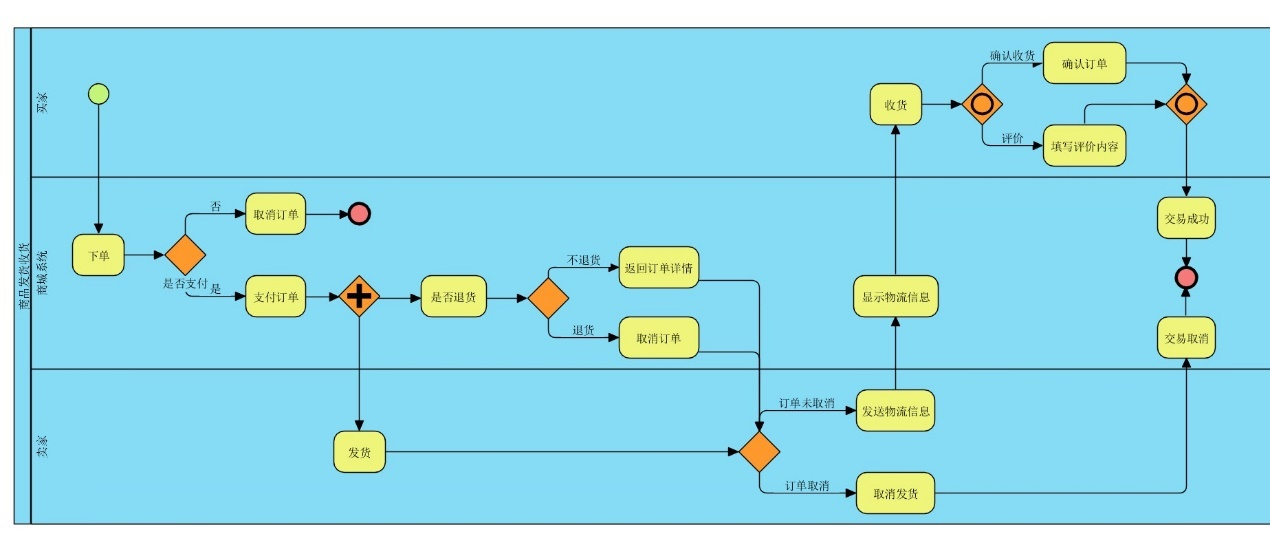 商品发货收货
买家
商城系统
卖家
下单
是否支付
否
是
取消订单
支付订单
是否退货
不退货
退货
返回订单详情
取消订单
发货
订单未取消
订单取消
发送物流信息
取消发货
显示物流信息
收货
确认收货
评价
确认订单
填写评价内容
交易成功
交易取消